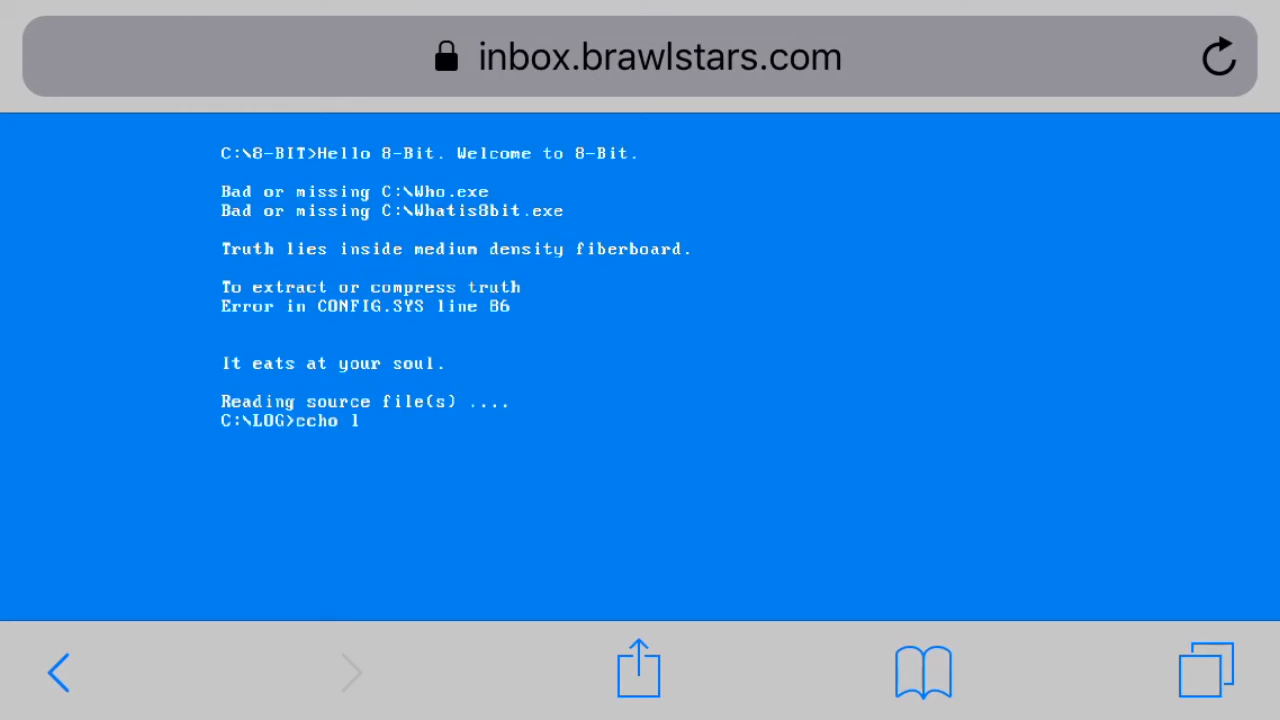 inbox.brawlstars.com
C:\8-BIT>Hello 8-Bit. Welcome to 8-Bit.
Bad or missing C:\Who.exe
Bad or missing C:\Whatis8bit.exe
Truth lies inside medium density fiberboard.
To extract or compress truth
Error in CONFIG.SYS line 86
It eats at your soul.
Reading source file(s) ....
C:\LOG>echo l